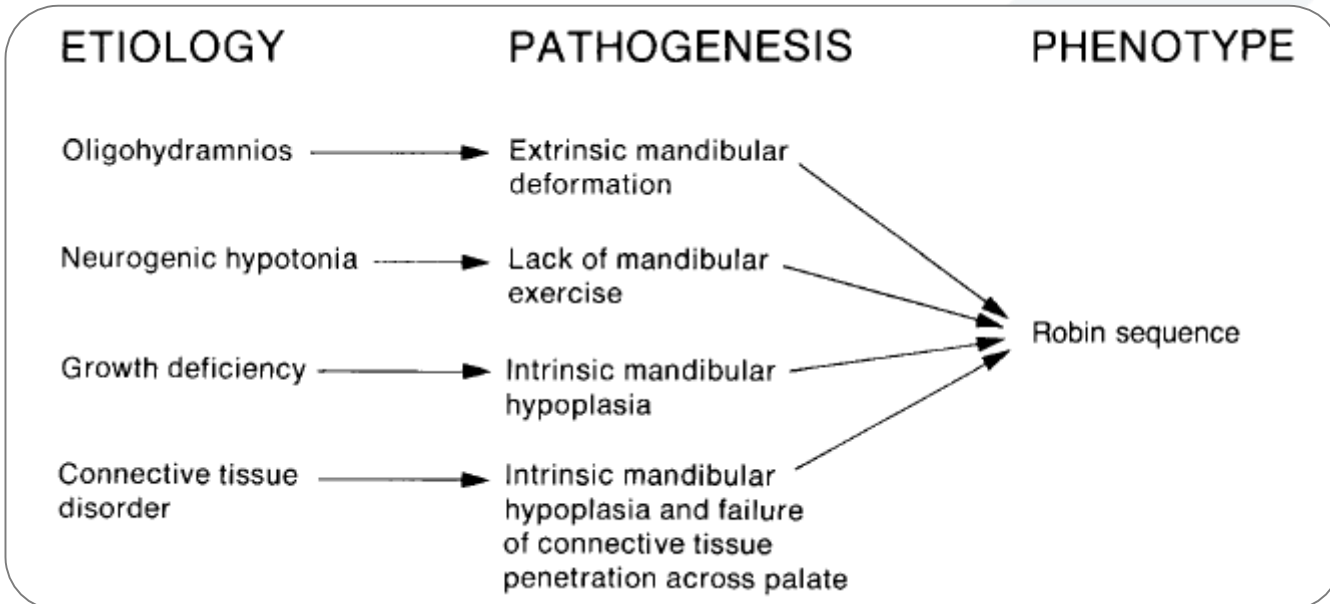 ETIOLOGY PATHOGENESIS PHENOTYPE
Oligohydramnios Extrinsic mandibular
deformation
Neurogenic hypotonia Lack of mandibular
exercise
Robin sequence
Growth deficiency Intrinsic mandibular
hypoplasia
Connective tissue Intrinsic mandibular
disorder hypoplasia and failure
of connective tissue
penetration across palate